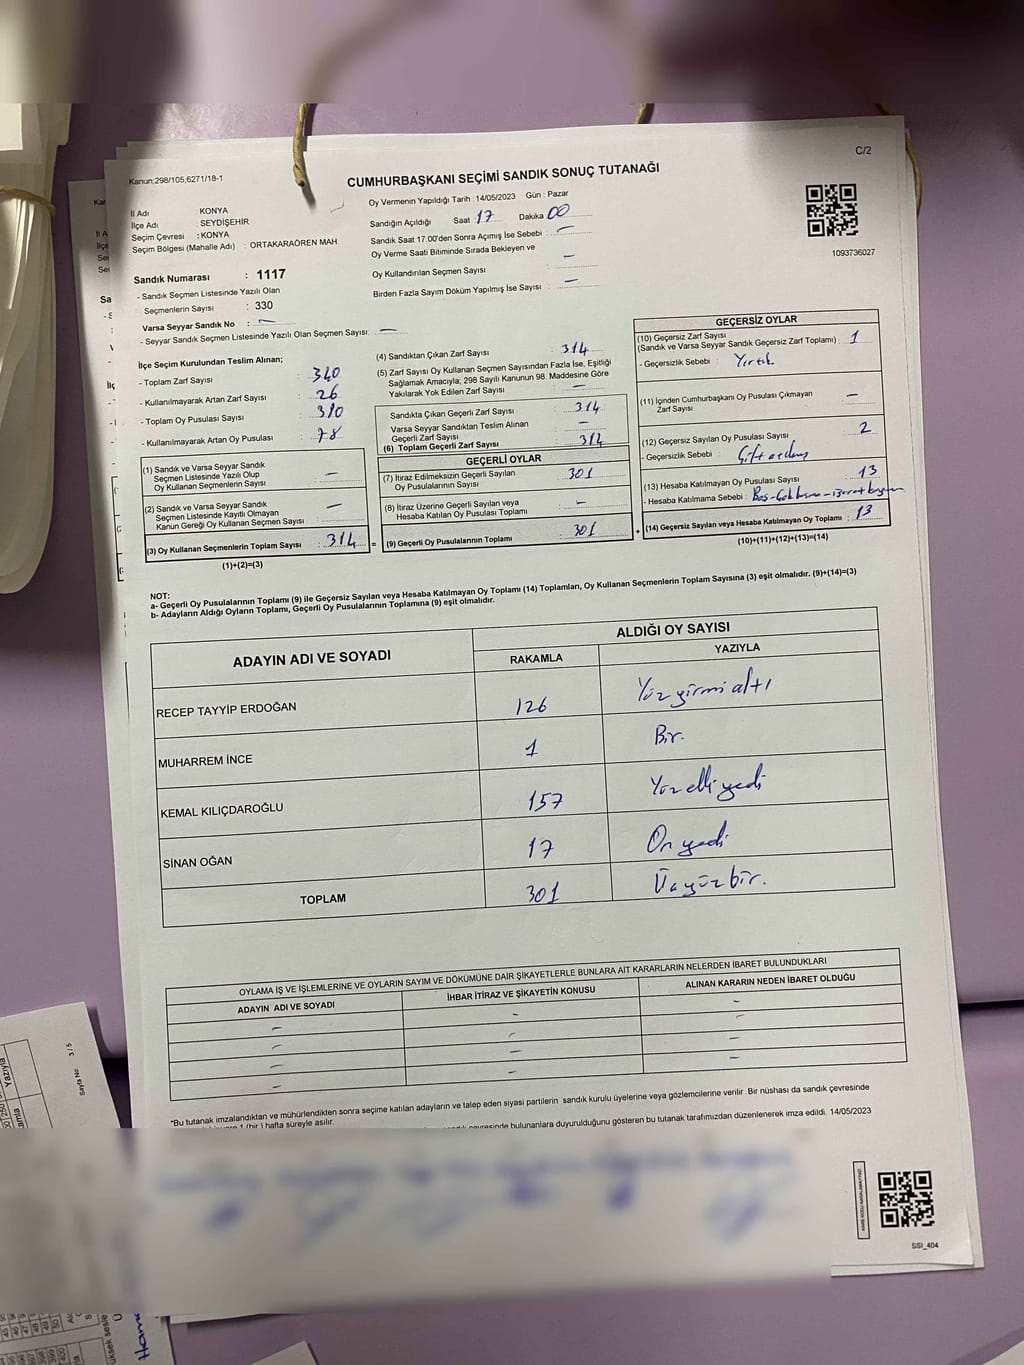 C/2
Kanun;298/105,6271/18-1
CUMHURBAŞKANI SEÇİMİ SANDIK SONUÇ TUTANAĞI
Oy Vermenin Yapıldığı Tarih : 14/05/2023 Gün : Pazar
İl Adı : KONYA
İlçe Adı : SEYDİŞEHİR
Seçim Çevresi : KONYA
Seçim Bölgesi (Mahalle Adı) : ORTAKARAÖREN MAH
Sandığın Açıldığı Saat 17 Dakika 00
Sandık Saat 17:00'den Sonra Açımış İse Sebebi : —
Oy Verme Saati Bitiminde Sırada Bekleyen ve
Oy Kullandırılan Seçmen Sayısı : —
Birden Fazla Sayım Döküm Yapılmış İse Sayısı : —
1093736027
Sandık Numarası : 1117
- Sandık Seçmen Listesinde Yazılı Olan
Seçmenlerin Sayısı : 330
Varsa Seyyar Sandık No : —
- Seyyar Sandık Seçmen Listesinde Yazılı Olan Seçmen Sayısı: —
İlçe Seçim Kurulundan Teslim Alınan;
- Toplam Zarf Sayısı : 340
- Kullanılmayarak Artan Zarf Sayısı : 26
- Toplam Oy Pusulası Sayısı :
- Kullanılmayarak Artan Oy Pusulası : 78
(1) Sandık ve Varsa Seyyar Sandık
Seçmen Listesinde Yazılı Olup
Oy Kullanan Seçmenlerin Sayısı : —
(2) Sandık ve Varsa Seyyar Sandık
Seçmen Listesinde Kayıtlı Olmayan
Kanun Gereği Oy Kullanan Seçmen Sayısı : —
(3) Oy Kullanan Seçmenlerin Toplam Sayısı : 314 =
(1)+(2)=(3)
(4) Sandıktan Çıkan Zarf Sayısı : 314
(5) Zarf Sayısı Oy Kullanan Seçmen Sayısından Fazla İse, Eşitliği
Sağlamak Amacıyla; 298 Sayılı Kanunun 98. Maddesine Göre
Yakılarak Yok Edilen Zarf Sayısı : —
Sandıkta Çıkan Geçerli Zarf Sayısı : 314
Varsa Seyyar Sandıktan Teslim Alınan
Geçerli Zarf Sayısı : —
(6) Toplam Geçerli Zarf Sayısı : 314
GEÇERLİ OYLAR
(7) İtiraz Edilmeksizin Geçerli Sayılan
Oy Pusulalarının Sayısı : 301
(8) İtiraz Üzerine Geçerli Sayılan veya
Hesaba Katılan Oy Pusulası Toplamı : —
(9) Geçerli Oy Pusulalarının Toplamı : 301 +
GEÇERSİZ OYLAR
(10) Geçersiz Zarf Sayısı
(Sandık ve Varsa Seyyar Sandık Geçersiz Zarf Toplamı) : 1
- Geçersizlik Sebebi : Yırtık
(11) İçinden Cumhurbaşkanı Oy Pusulası Çıkmayan
Zarf Sayısı : —
(12) Geçersiz Sayılan Oy Pusulası Sayısı : 2
- Geçersizlik Sebebi :
(13) Hesaba Katılmayan Oy Pusulası Sayısı : 13
- Hesaba Katılmama Sebebi : Boş
(14) Geçersiz Sayılan veya Hesaba Katılmayan Oy Toplamı : 13
(10)+(11)+(12)+(13)=(14)
NOT:
a- Geçerli Oy Pusulalarının Toplamı (9) ile Geçersiz Sayılan veya Hesaba Katılmayan Oy Toplamı (14) Toplamları, Oy Kullanan Seçmenlerin Toplam Sayısına (3) eşit olmalıdır. (9)+(14)=(3)
b- Adayların Aldığı Oyların Toplamı, Geçerli Oy Pusulalarının Toplamına (9) eşit olmalıdır.
ADAYIN ADI VE SOYADI ALDIĞI OY SAYISI
RAKAMLA YAZIYLA
RECEP TAYYİP ERDOĞAN 126 Yüz yirmi altı
MUHARREM İNCE 1 Bir.
KEMAL KILIÇDAROĞLU 157 Yüz elli yedi
SİNAN OĞAN 17 On yedi
TOPLAM 301 Üçyüz bir.
OYLAMA İŞ VE İŞLEMLERİNE VE OYLARIN SAYIM VE DÖKÜMÜNE DAİR ŞİKAYETLERLE BUNLARA AİT KARARLARIN NELERDEN İBARET BULUNDUKLARI
ADAYIN ADI VE SOYADI İHBAR İTİRAZ VE ŞİKAYETİN KONUSU ALINAN KARARIN NEDEN İBARET OLDUĞU
— — —
— — —
— — —
— — —
*Bu tutanak imzalandıktan ve mühürlendikten sonra seçime katılan adayların ve talep eden siyasi partilerin sandık kurulu üyelerine veya gözlemcilerine verilir. Bir nüshası da sandık çevresinde
1 (bir) hafta süreyle asılır.
çevresinde bulunanlara duyurulduğunu gösteren bu tutanak tarafımızdan düzenlenerek imza edildi. 14/05/2023
SSI_404
Sayfa No: 3 / 5
Yazıyla